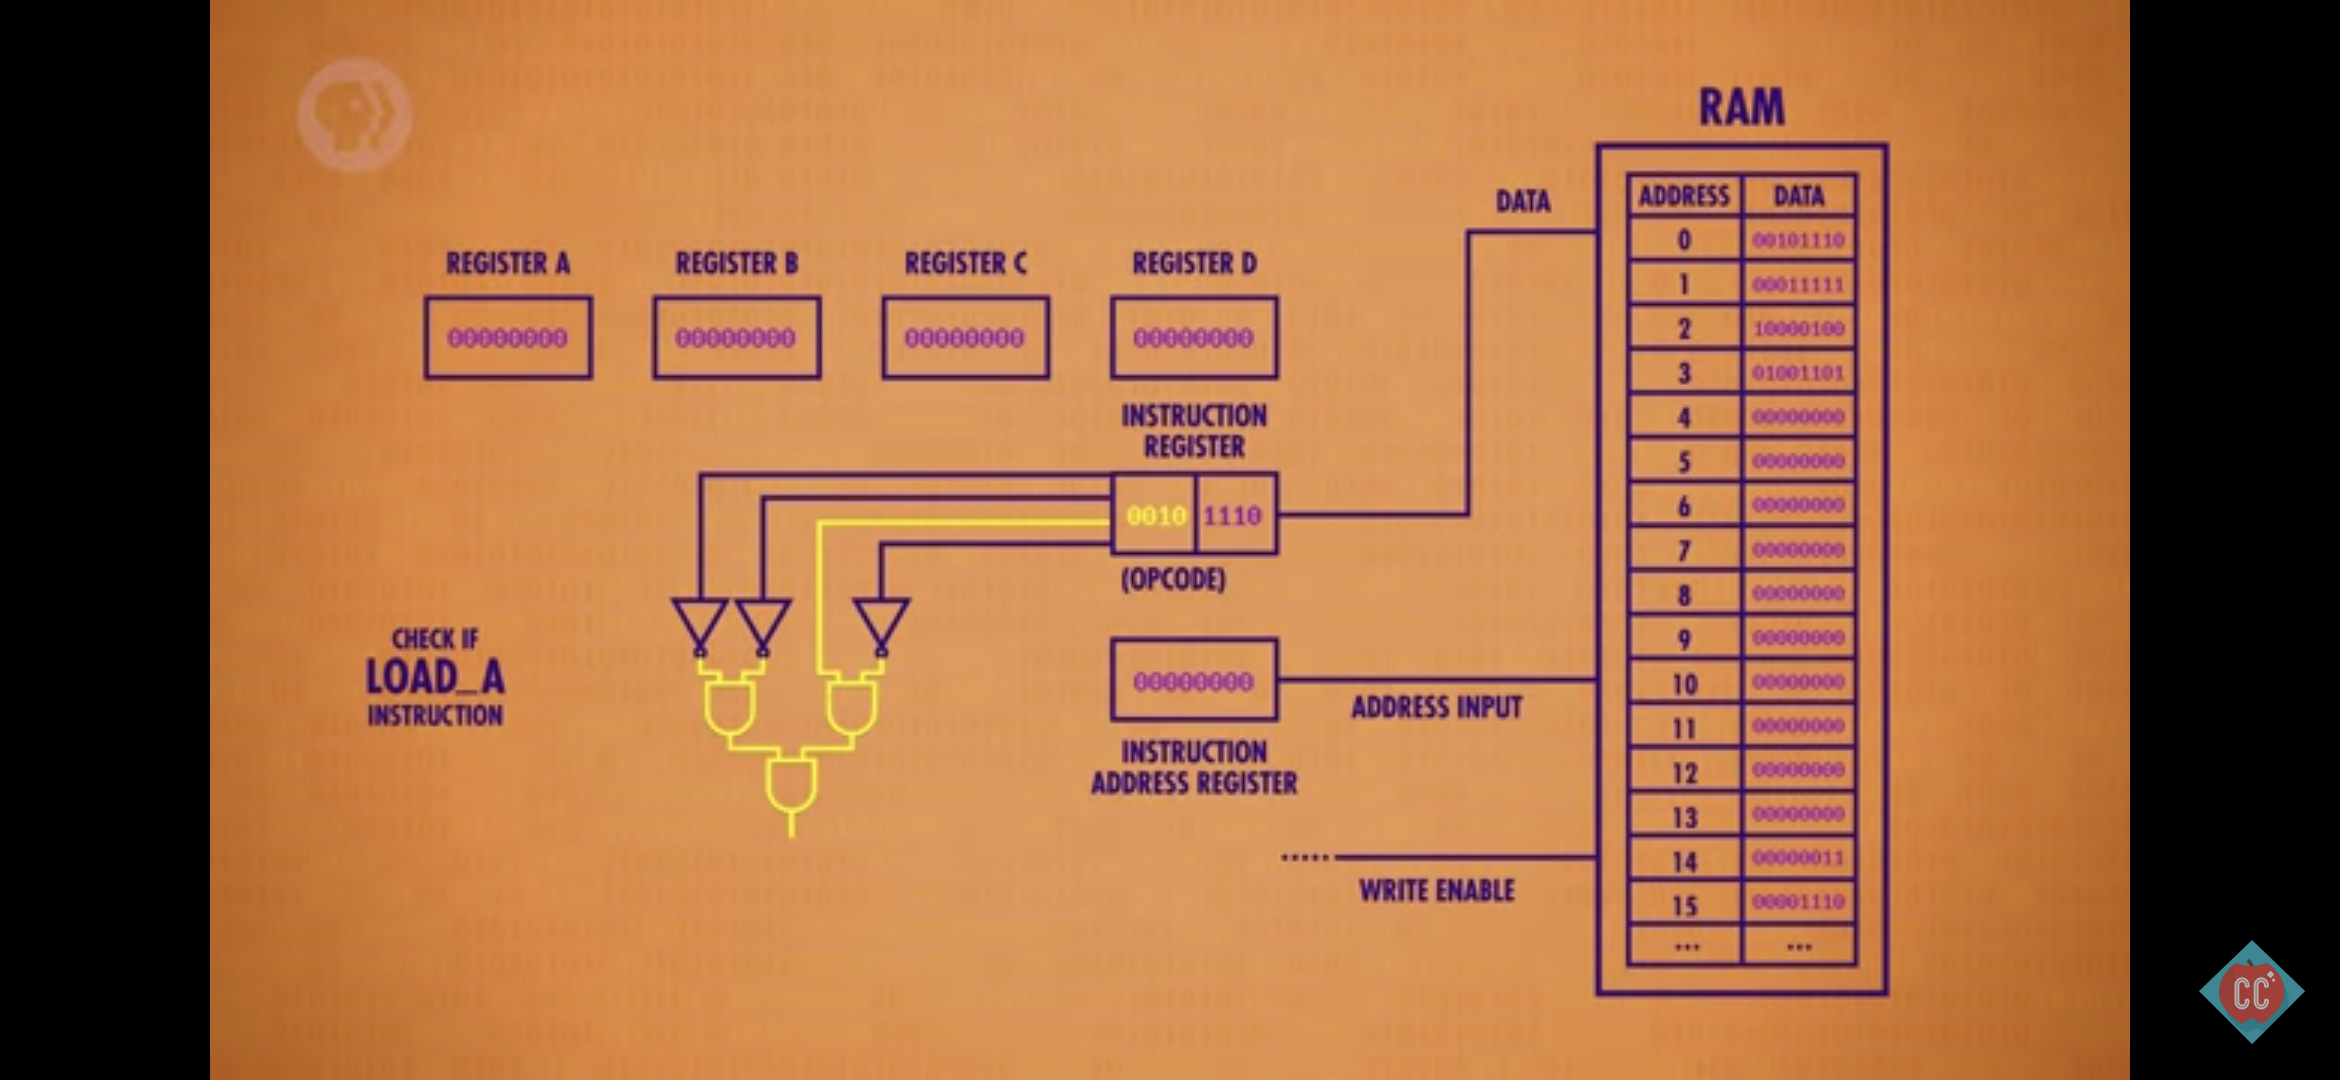 RAM
DATA
ADDRESS DATA
0 00101110
1 00011111
2 10000100
3 01001101
4 00000000
5 00000000
6 00000000
7 00000000
8 00000000
9 00000000
10 00000000
11 00000000
12 00000000
13 00000000
14 00000011
15 00001110
... ...
REGISTER A
00000000
REGISTER B
00000000
REGISTER C
00000000
REGISTER D
00000000
INSTRUCTION
REGISTER
0010 1110
(OPCODE)
CHECK IF
LOAD_A
INSTRUCTION
00000000
ADDRESS INPUT
INSTRUCTION
ADDRESS REGISTER
WRITE ENABLE
CC